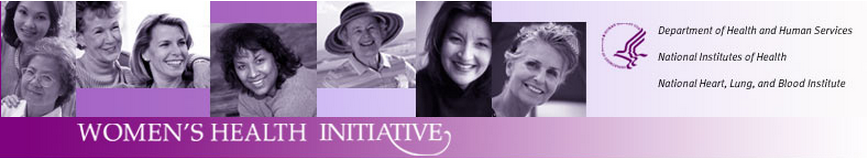 Department of Health and Human Services
National Institutes of Health
National Heart, Lung, and Blood Institute
WOMEN'S HEALTH INITIATIVE